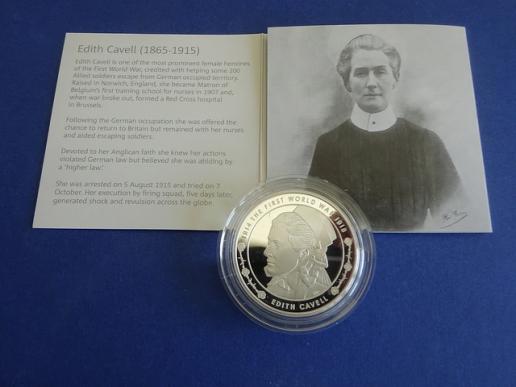 Edith Cavell (1865-1915)
Edith Cavell is one of the most prominent female heroines
of the First World War, credited with helping some 200
Allied soldiers escape from German occupied territory.
Raised in Norwich, England, she became Matron of
Belgium's first training school for nurses in 1907 and,
when war broke out, formed a Red Cross hospital
in Brussels.
Following the German occupation she was offered the
chance to return to Britain but remained with her nurses
and aided escaping soldiers.
Devoted to her Anglican faith she knew her actions
violated German law but believed she was abiding by
a 'higher law.'
She was arrested on 5 August 1915 and tried on 7
October. Her execution by firing squad, five days later,
generated shock and revulsion across the globe.
1914 THE FIRST WORLD WAR 1918
EDITH CAVELL